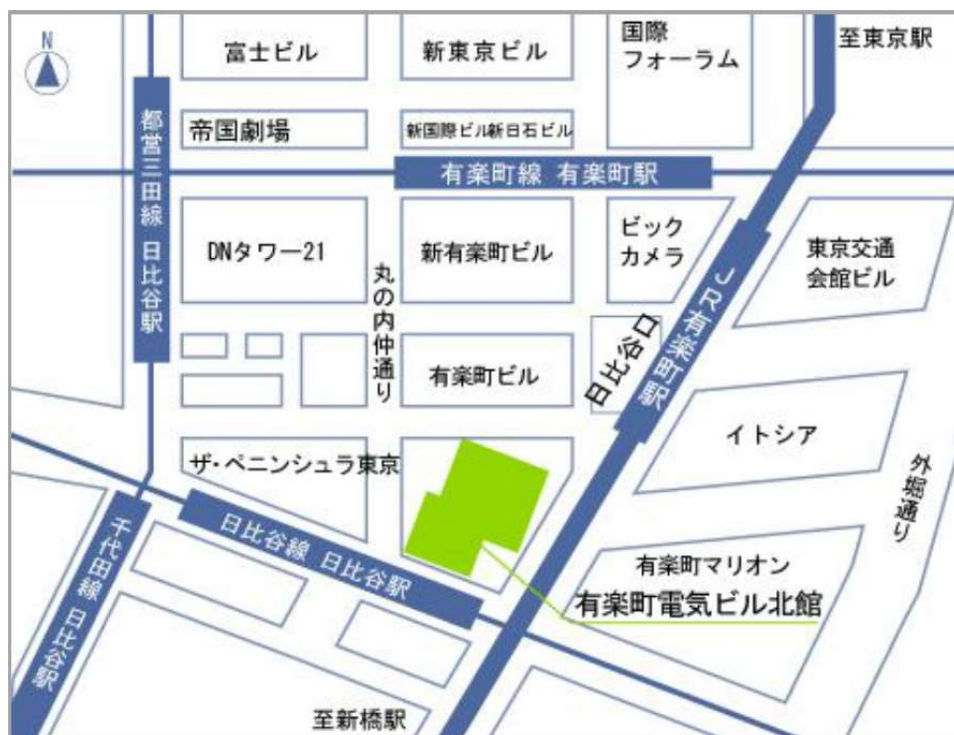 N
富士ビル
新東京ビル
国際
フォーラム
至東京駅
帝国劇場
新国際ビル新日石ビル
都営三田線 日比谷駅
有楽町線 有楽町駅
DNタワー21
丸の内仲通り
新有楽町ビル
ビック
カメラ
JR有楽町駅
東京交通
会館ビル
日比谷口
有楽町ビル
イトシア
外堀通り
ザ・ペニンシュラ東京
千代田線 日比谷駅
日比谷線 日比谷駅
有楽町マリオン
有楽町電気ビル北館
至新橋駅